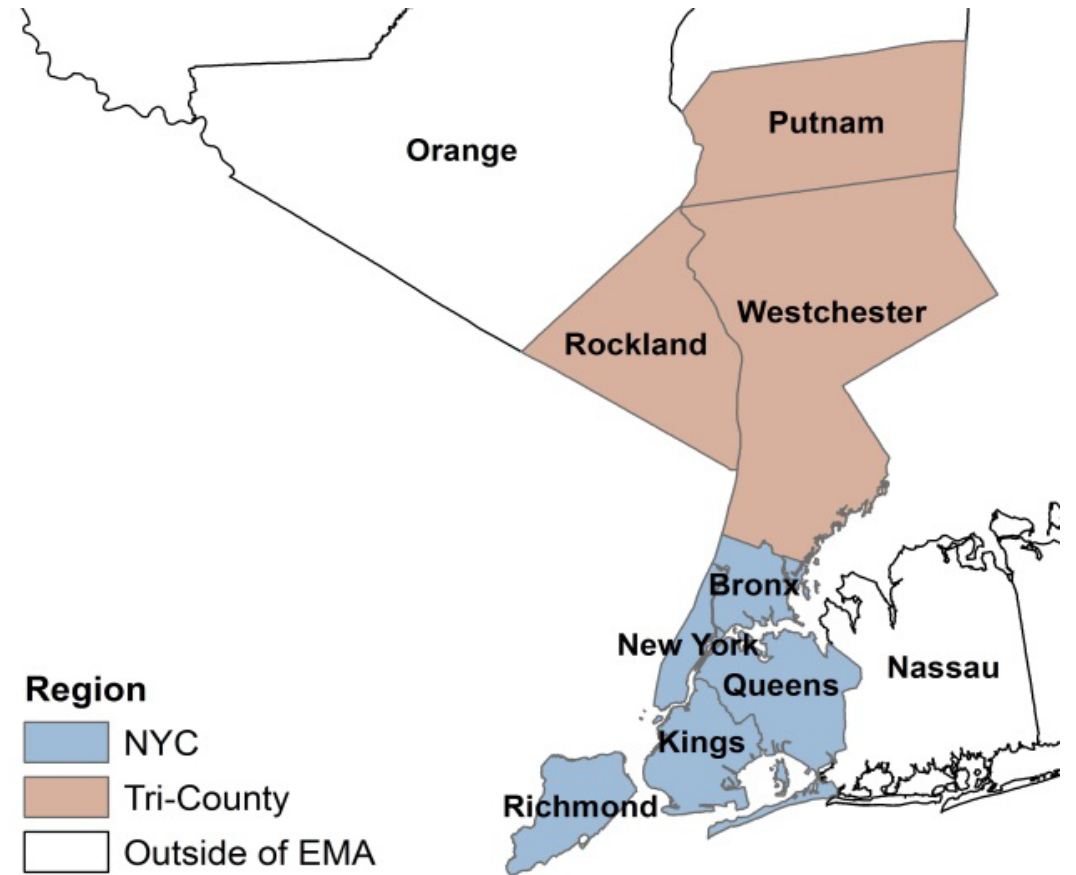 Putnam
Orange
Westchester
Rockland
Bronx
New York
Nassau
Queens
Kings
Richmond
Region
NYC
Tri-County
Outside of EMA